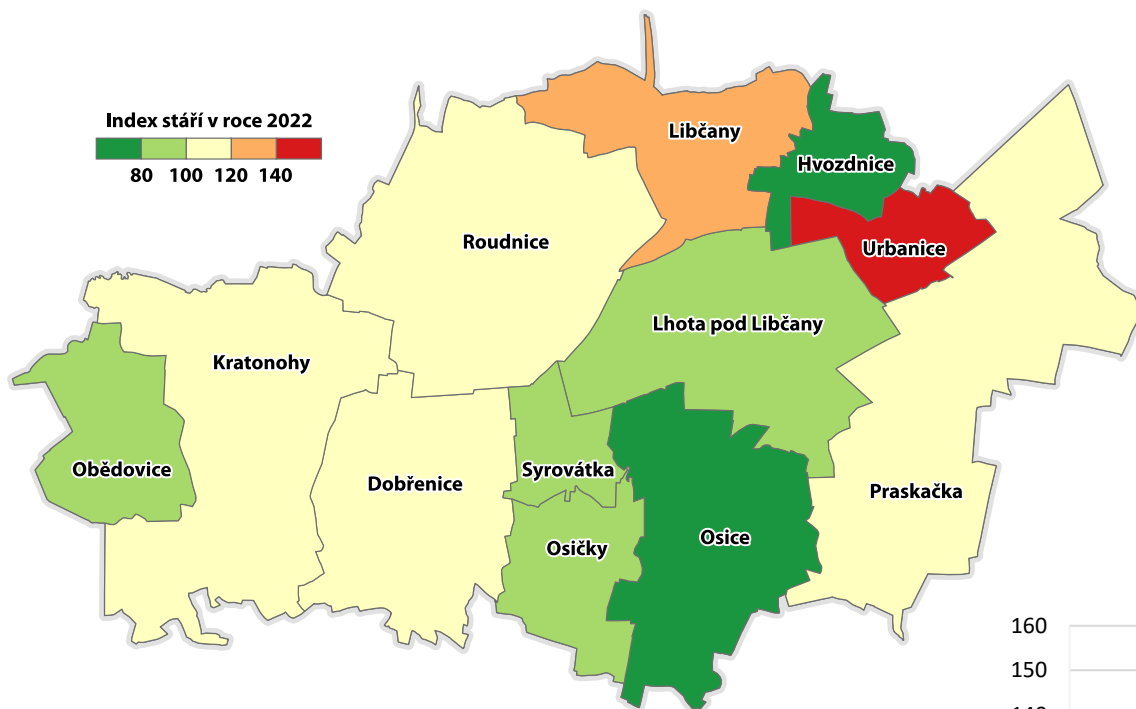 Index stáří v roce 2022
80 100 120 140
Libčany
Hvozdnice
Roudnice
Urbanice
Lhota pod Libčany
Kratonohy
Obědovice
Syrovátka
Dobřenice
Praskačka
Osice
Osičky
160
150
140